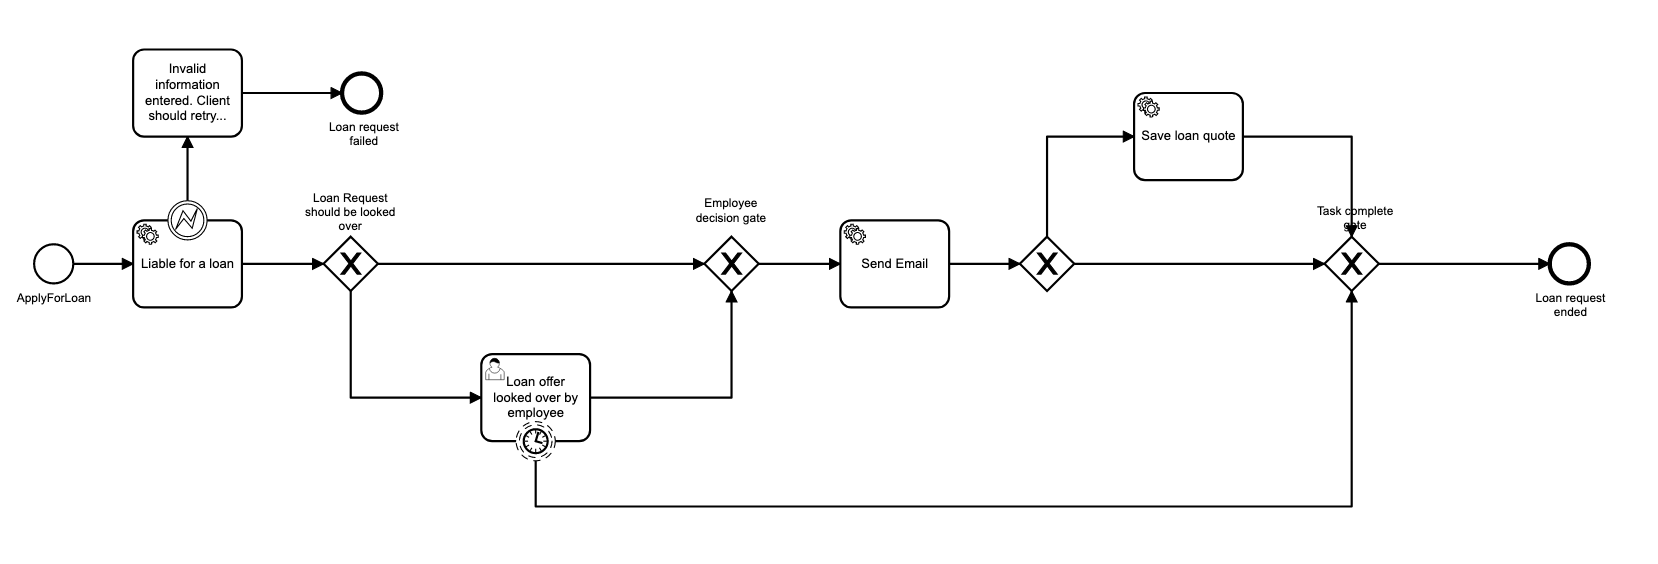 Invalid
information
entered. Client
should retry...
Loan request
failed
ApplyForLoan
Liable for a loan
Loan Request
should be looked
over
Loan offer
looked over by
employee
Employee
decision gate
Send Email
Save loan quote
Task complete
gate
Loan request
ended